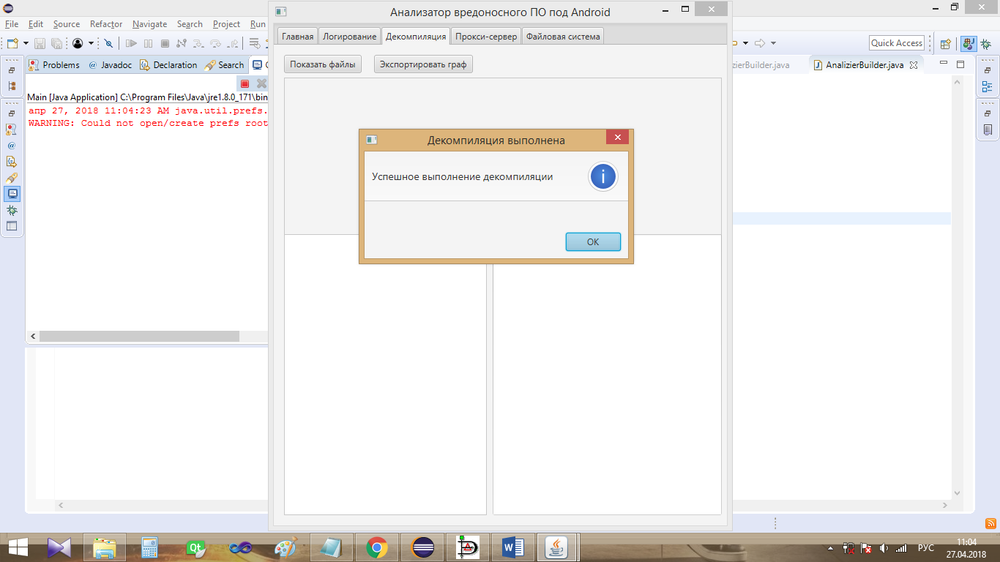 Анализатор вредоносного ПО под Android
File Edit Source Refactor Navigate Search Project Run
Главная Логирование Декомпиляция Прокси-сервер Файловая система
Quick Access
Problems @ Javadoc Declaration Search
Показать файлы Экспортировать граф
AnalizierBuilder.java
Main [Java Application] C:\Program Files\Java\jre1.8.0_171\bin
апр 27, 2018 11:04:23 AM java.util.prefs.
WARNING: Could not open/create prefs root
Декомпиляция выполнена
Успешное выполнение декомпиляции
OK
РУС
11:04
27.04.2018